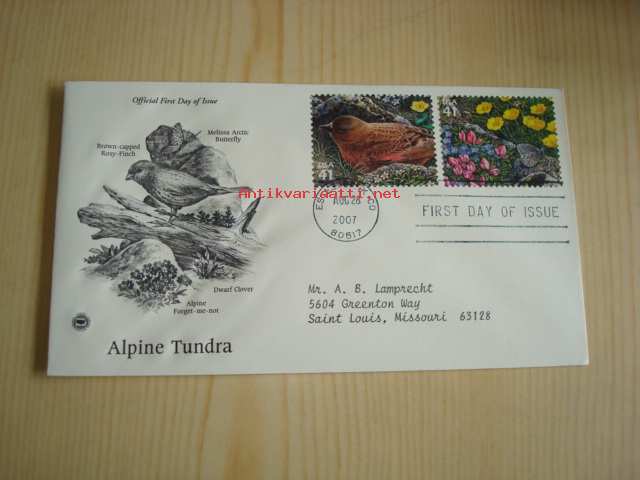 Official First Day of Issue
Melissa Arctic
Butterfly
Brown-capped
Rosy-Finch
Dwarf Clover
Alpine
Forget-me-not
Alpine Tundra
USA
41
41
AUG 28
2007
80517
FIRST DAY OF ISSUE
Mr. A. B. Lamprecht
5604 Greenton Way
Saint Louis, Missouri 63128
Antikvariaatti.net